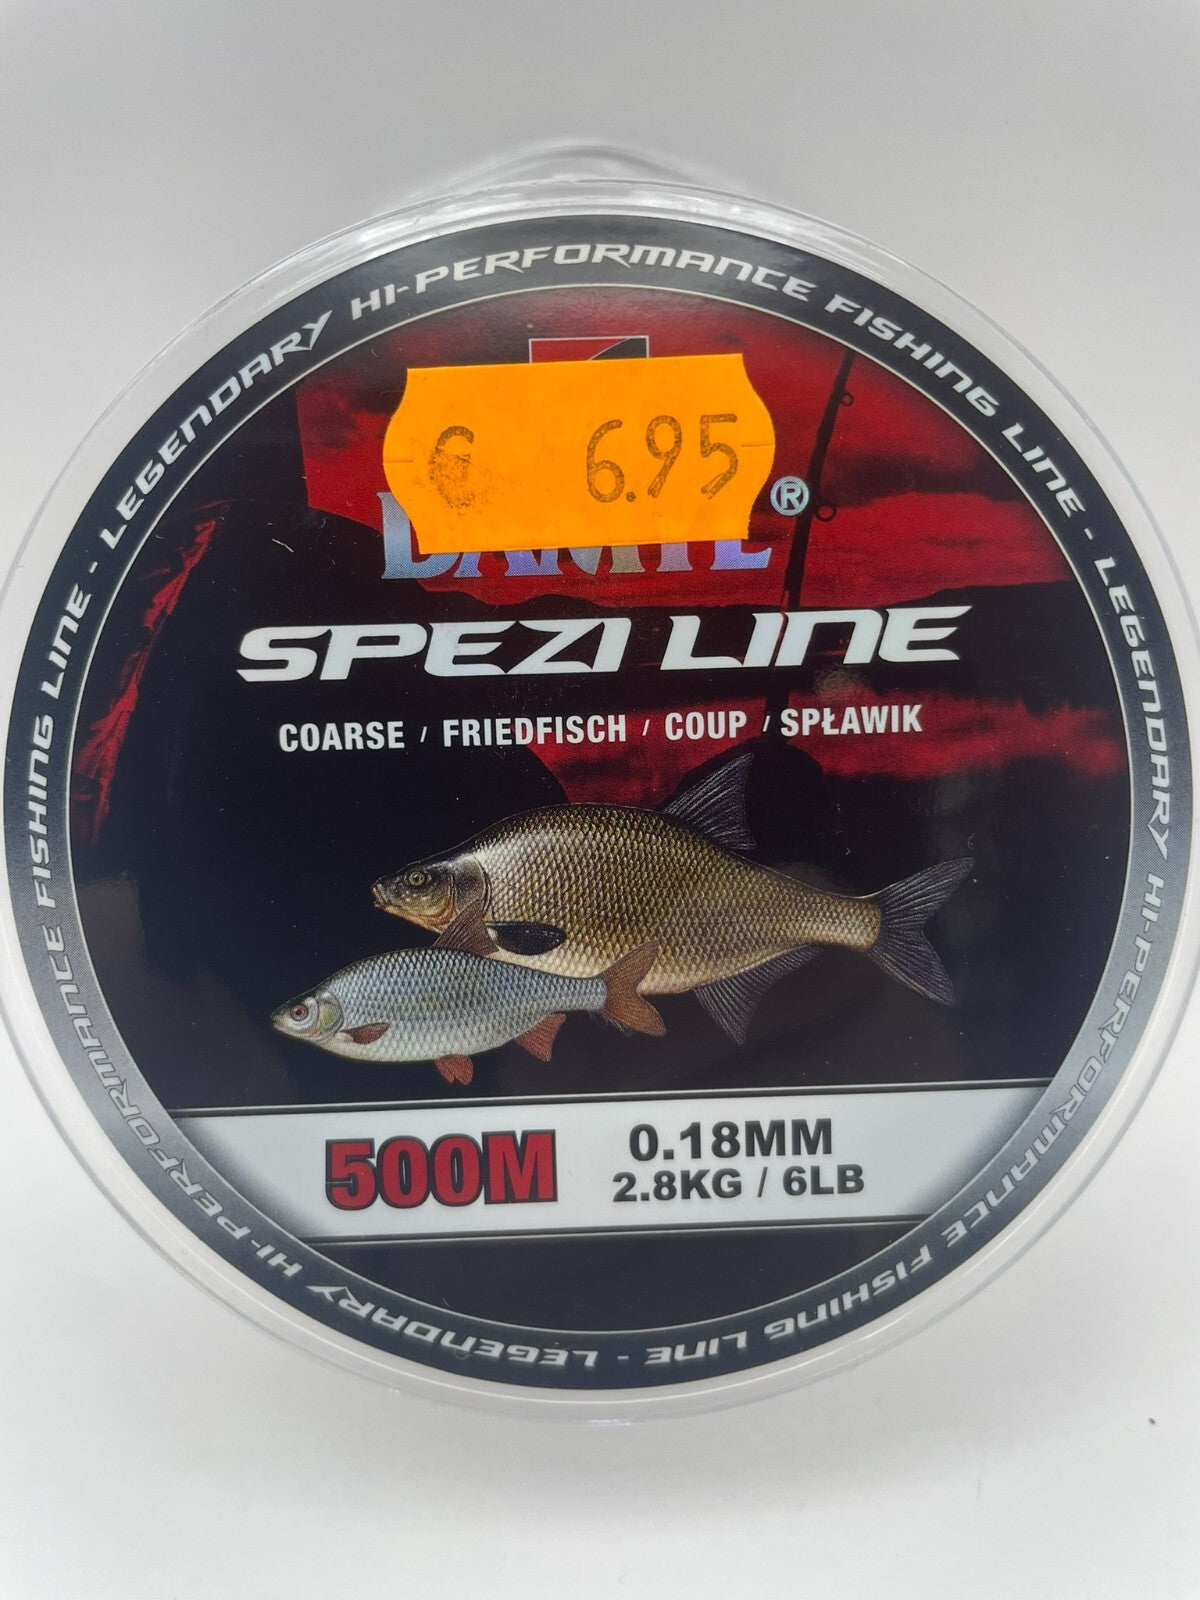 LEGENDARY HI-PERFORMANCE FISHING LINE - LEGENDARY HI-PERFORMANCE FISHING LINE - LEGENDARY HI-PERFORMANCE FISHING LINE -
€ 6.95
®
SPEZI LINE
COARSE / FRIEDFISCH / COUP / SPŁAWIK
500M
0.18MM
2.8KG / 6LB